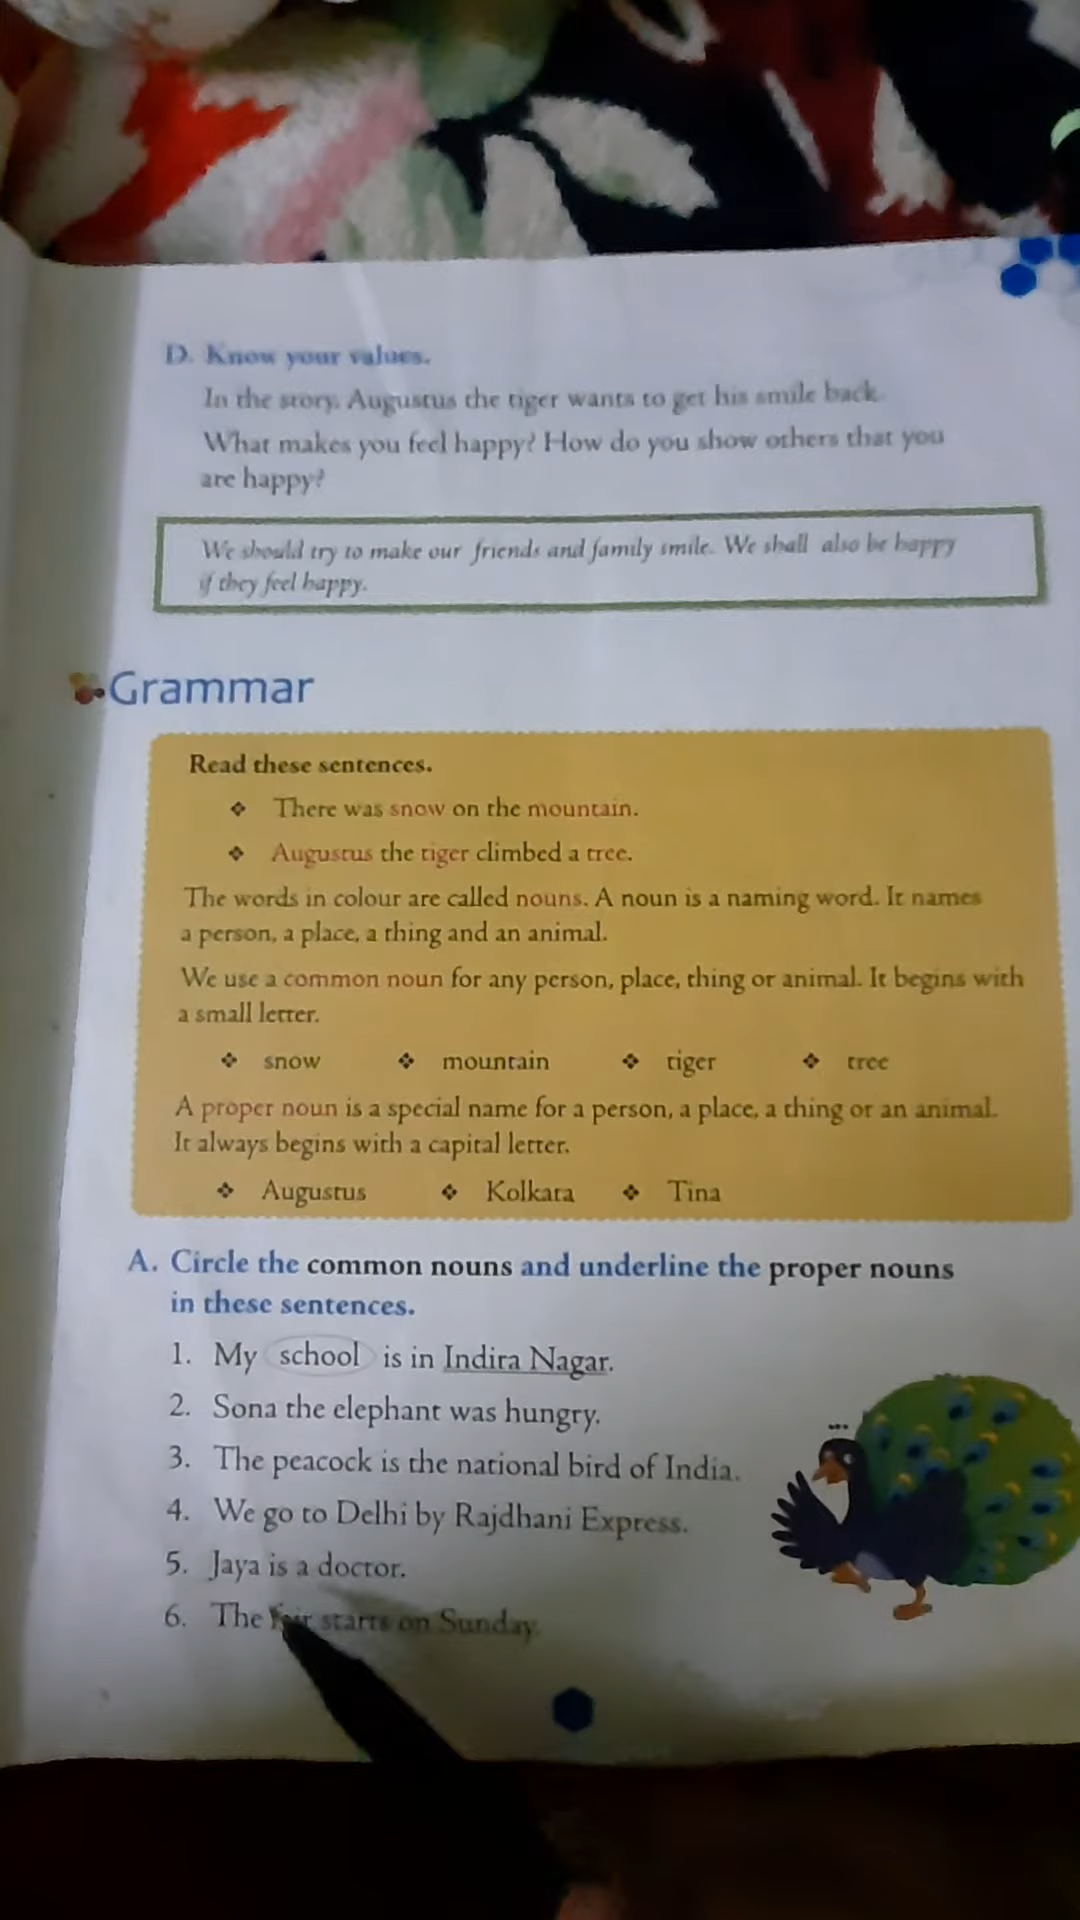 D. Know your values.
In the story, Augustus the tiger wants to get his smile back.
What makes you feel happy? How do you show others that you
are happy?
We should try to make our friends and family smile. We shall also be happy
if they feel happy.
Grammar
Read these sentences.
❖ There was snow on the mountain.
❖ Augustus the tiger climbed a tree.
The words in colour are called nouns. A noun is a naming word. It names
a person, a place, a thing and an animal.
We use a common noun for any person, place, thing or animal. It begins with
a small letter.
❖ snow ❖ mountain ❖ tiger ❖ tree
A proper noun is a special name for a person, a place, a thing or an animal.
It always begins with a capital letter.
❖ Augustus ❖ Kolkata ❖ Tina
A. Circle the common nouns and underline the proper nouns
in these sentences.
1. My school is in Indira Nagar.
2. Sona the elephant was hungry.
3. The peacock is the national bird of India.
4. We go to Delhi by Rajdhani Express.
5. Jaya is a doctor.
6. The fair starts on Sunday.